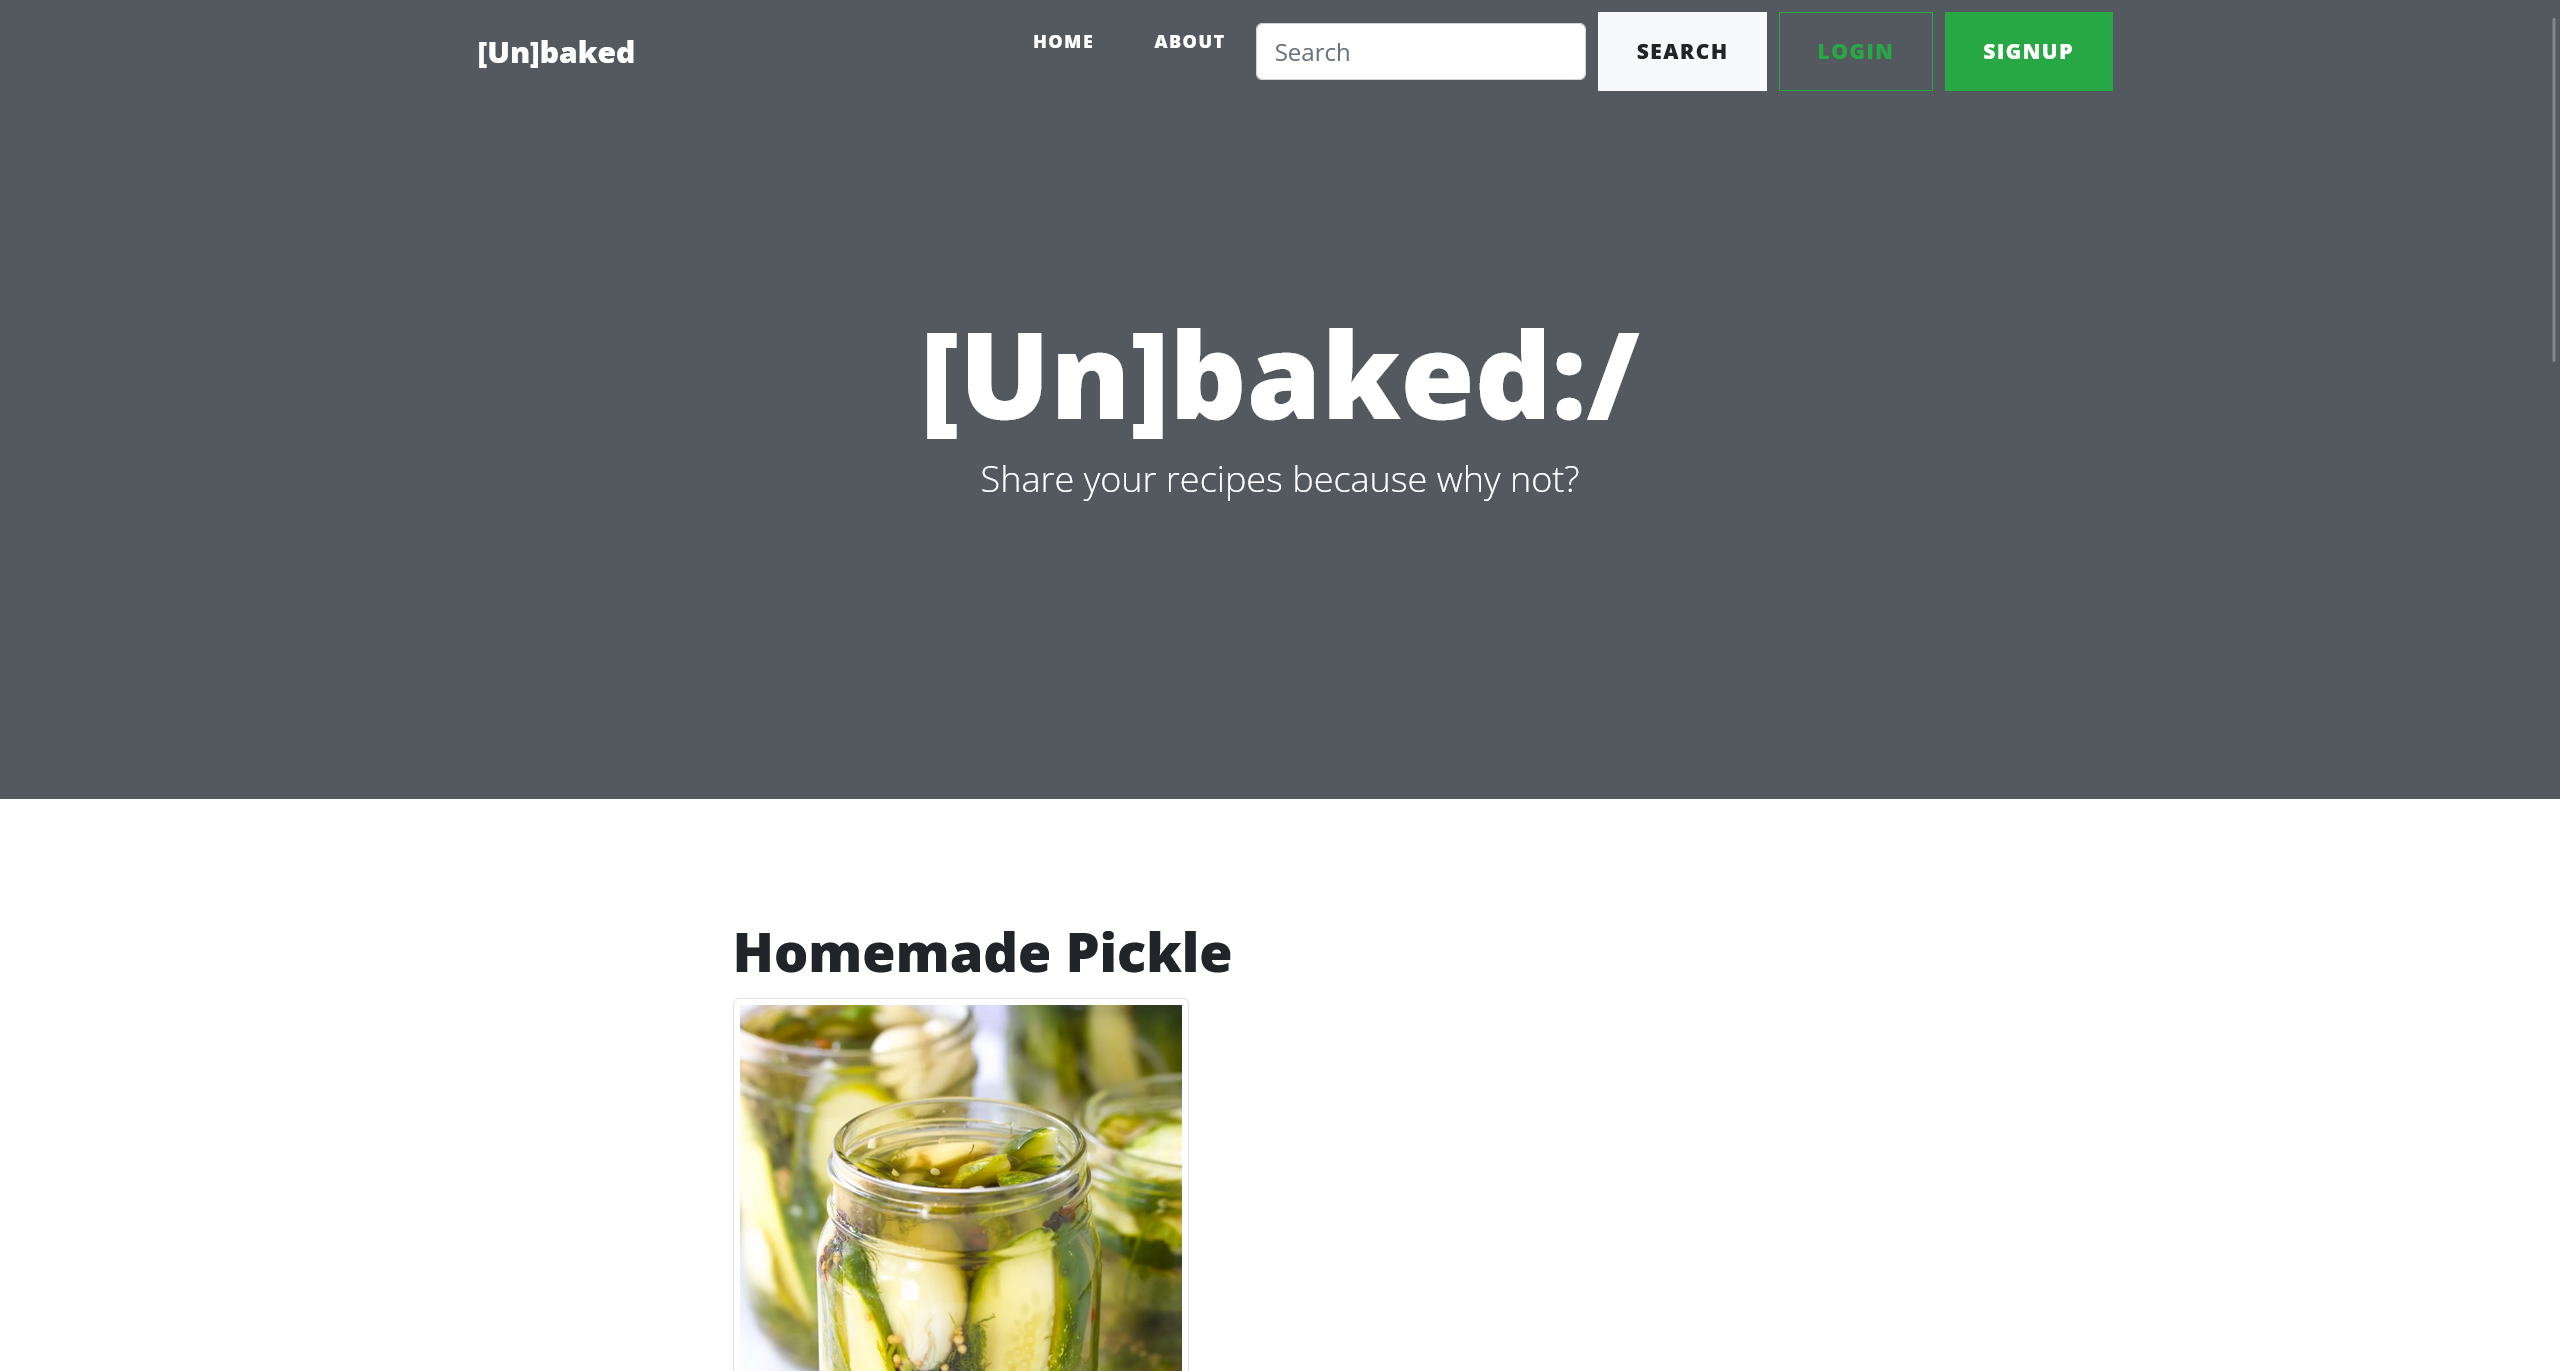 [Un]baked
HOME
ABOUT
Search
SEARCH
LOGIN
SIGNUP
[Un]baked:/
Share your recipes because why not?
Homemade Pickle